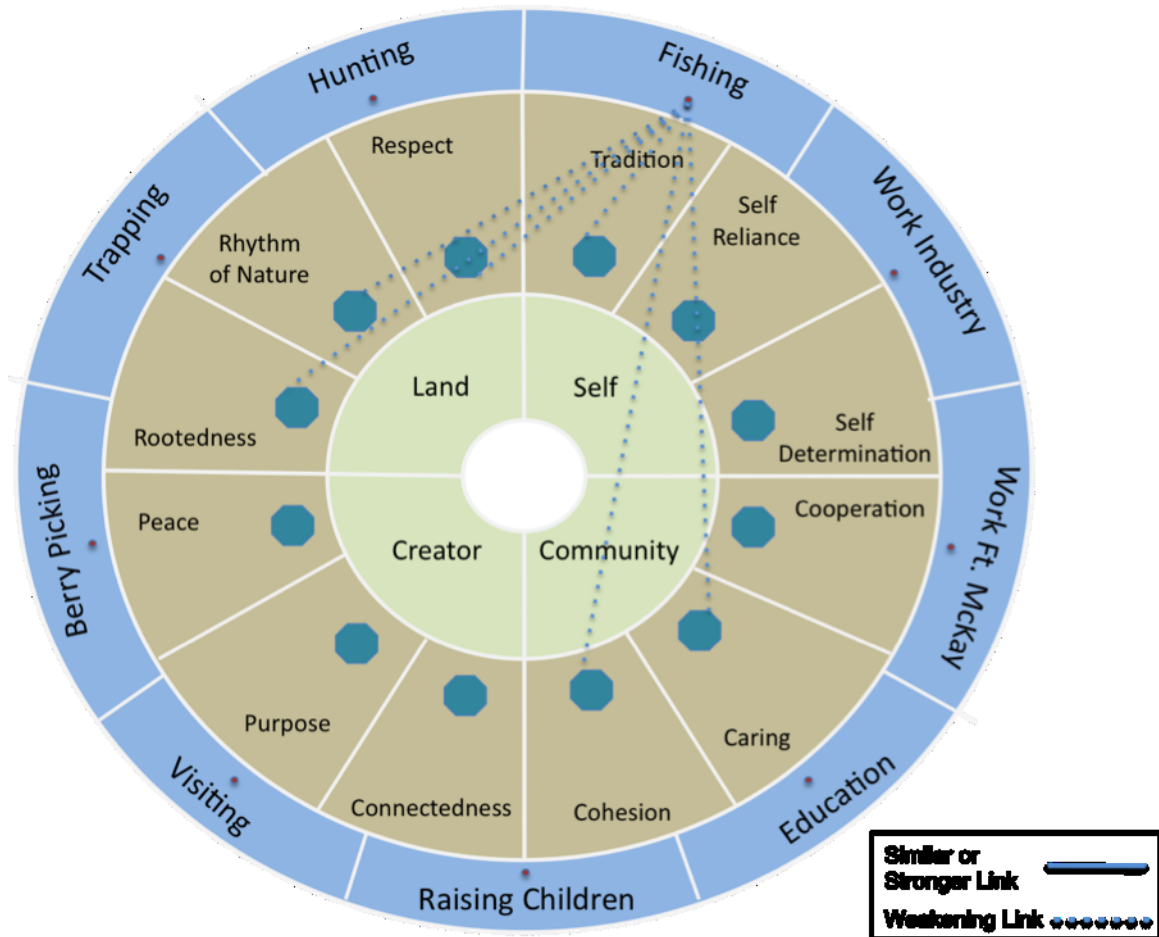 Hunting
Fishing
Work Industry
Work Ft. McKay
Education
Raising Children
Visiting
Berry Picking
Trapping
Respect
Tradition
Self
Reliance
Self
Determination
Cooperation
Caring
Cohesion
Connectedness
Purpose
Peace
Rootedness
Rhythm
of Nature
Land
Self
Creator
Community
Similar or
Stronger Link
Weakening Link